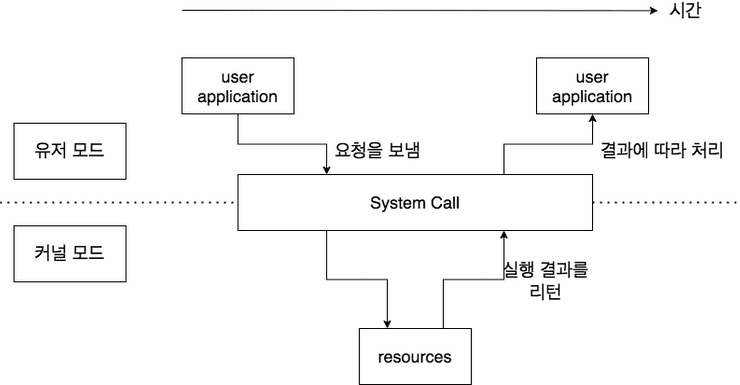 시간
user
application
user
application
유저 모드
요청을 보냄
결과에 따라 처리
System Call
커널 모드
실행 결과를
리턴
resources